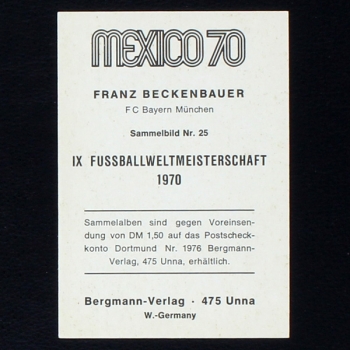 MEXICO 70
FRANZ BECKENBAUER
FC Bayern München
Sammelbild Nr. 25
IX FUSSBALLWELTMEISTERSCHAFT
1970
Sammelalben sind gegen Voreinsen-
dung von DM 1,50 auf das Postscheck-
konto Dortmund Nr. 1976 Bergmann-
Verlag, 475 Unna, erhältlich.
Bergmann-Verlag · 475 Unna
W.-Germany